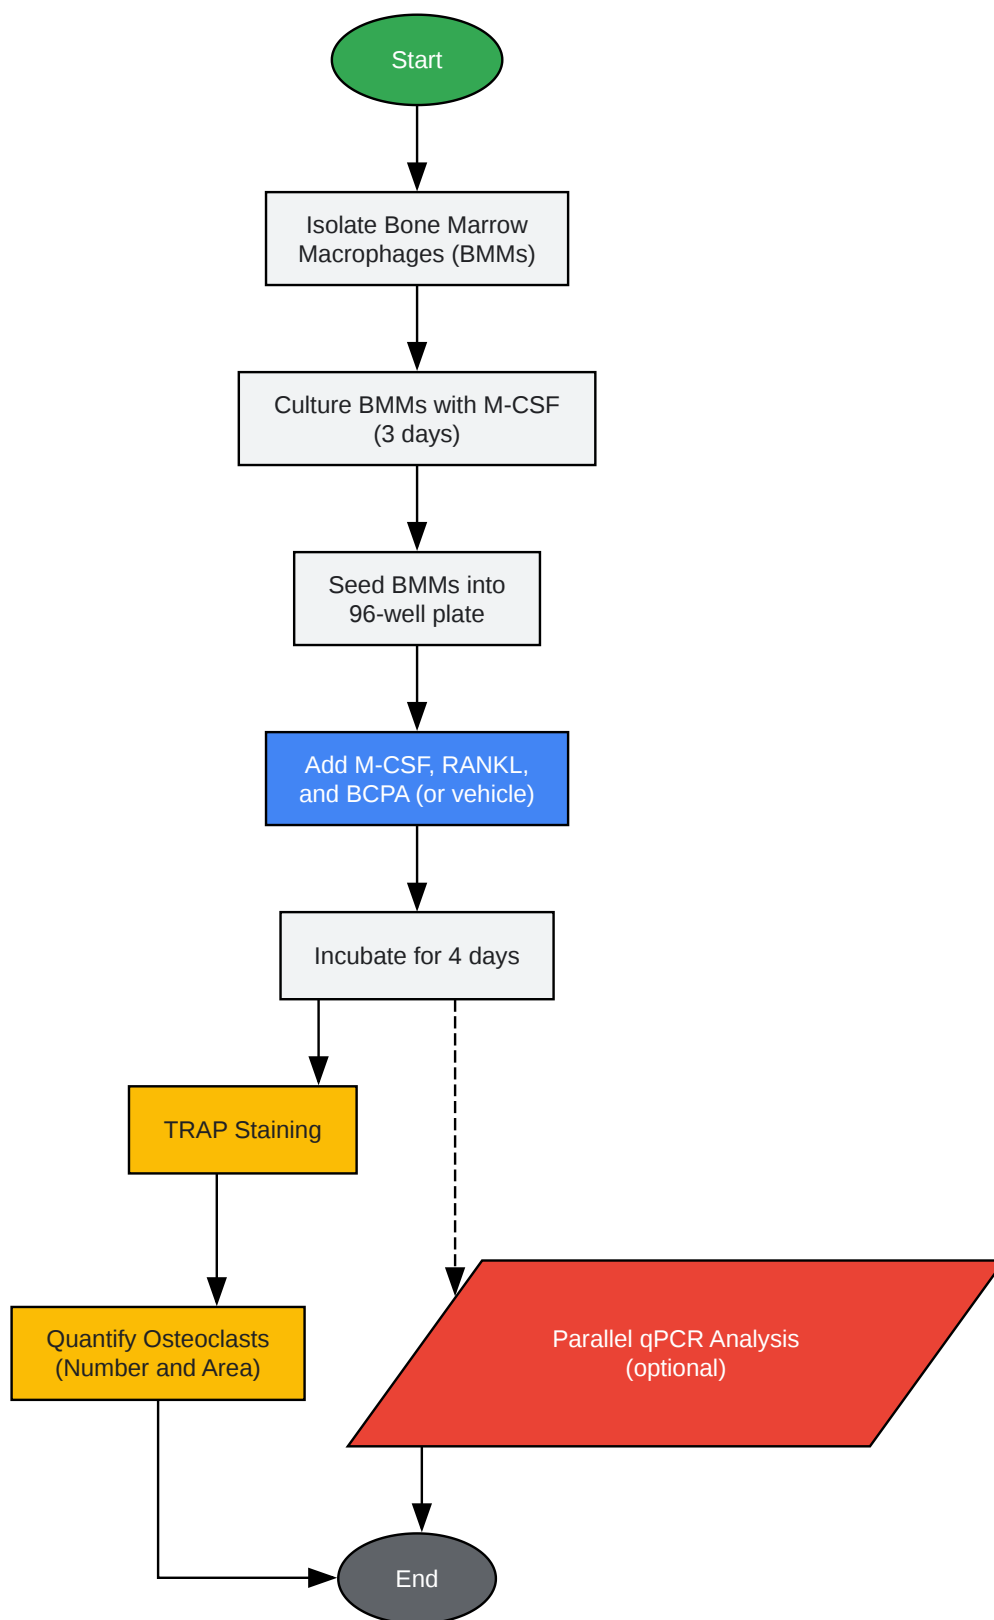 Start
Isolate Bone Marrow
Macrophages (BMMs)
Culture BMMs with M-CSF
(3 days)
Seed BMMs into
96-well plate
Add M-CSF, RANKL,
and BCPA (or vehicle)
Incubate for 4 days
TRAP Staining
Quantify Osteoclasts
(Number and Area)
Parallel qPCR Analysis
(optional)
End